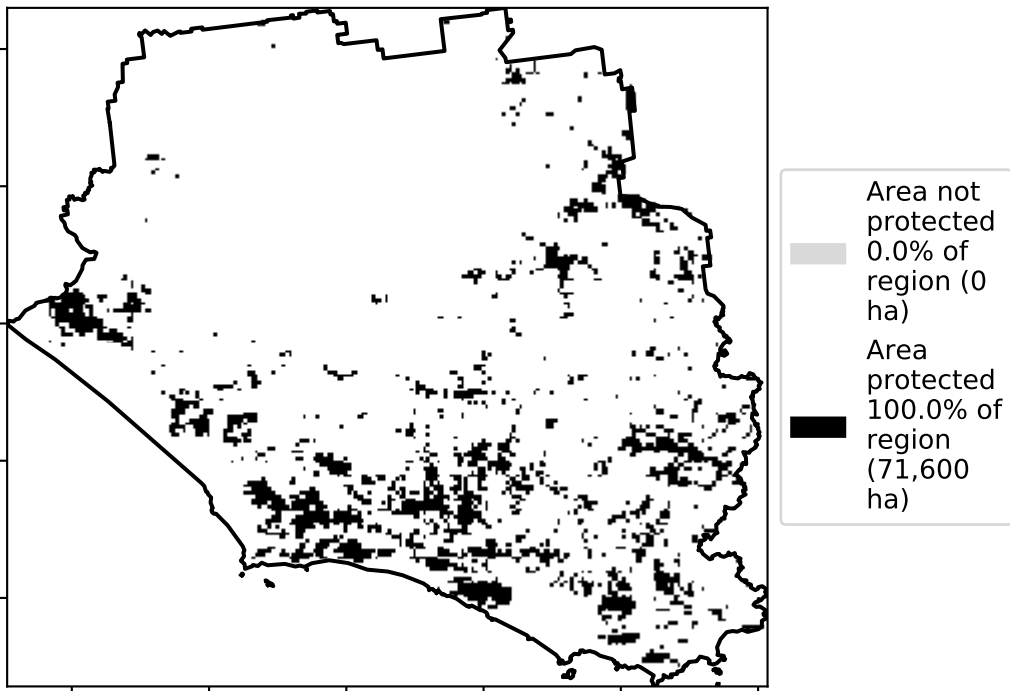 Area not
protected
0.0% of
region (0
ha)
Area
protected
100.0% of
region
(71,600
ha)